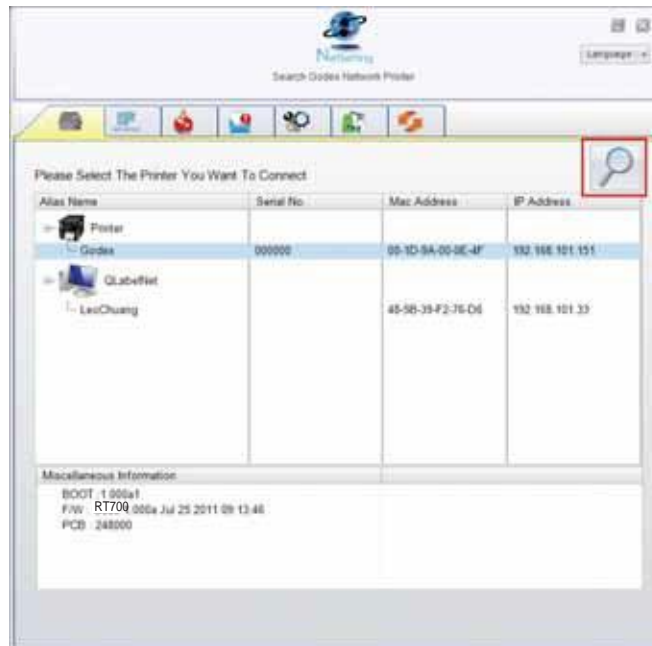 Netsetting
Search Godex Network Printer
Language
Please Select The Printer You Want To Connect
Alias Name Serial No. Mac Address IP Address
Printer
Godex 000000 00-1D-9A-00-0E-4F 192.168.101.151
QLabelNet
LeoChuang 48-5B-39-F2-76-D6 192.168.101.33
Miscellaneous Information
BOOT :1.000a1
F/W : RT700 1.000a Jul 25 2011 09:13:46
PCB : 248000